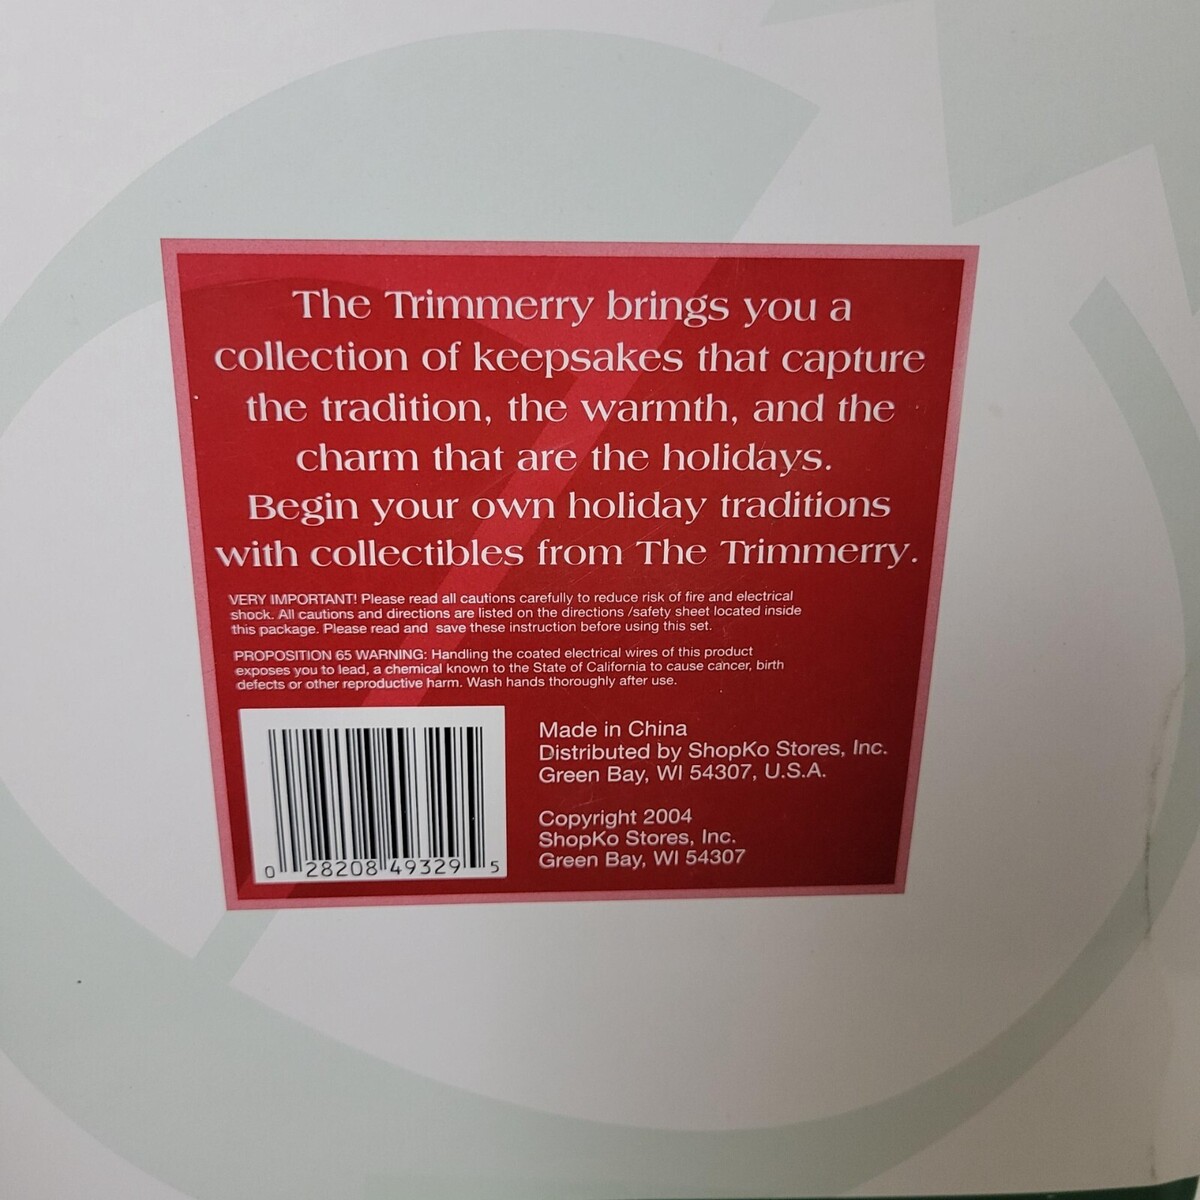 The Trimmerry brings you a
collection of keepsakes that capture
the tradition, the warmth, and the
charm that are the holidays.
Begin your own holiday traditions
with collectibles from The Trimmerry.
VERY IMPORTANT! Please read all cautions carefully to reduce risk of fire and electrical
shock. All cautions and directions are listed on the directions /safety sheet located inside
this package. Please read and save these instruction before using this set.
PROPOSITION 65 WARNING: Handling the coated electrical wires of this product
exposes you to lead, a chemical known to the State of California to cause cancer, birth
defects or other reproductive harm. Wash hands thoroughly after use.
0 28208 49329 5
Made in China
Distributed by ShopKo Stores, Inc.
Green Bay, WI 54307, U.S.A.
Copyright 2004
ShopKo Stores, Inc.
Green Bay, WI 54307